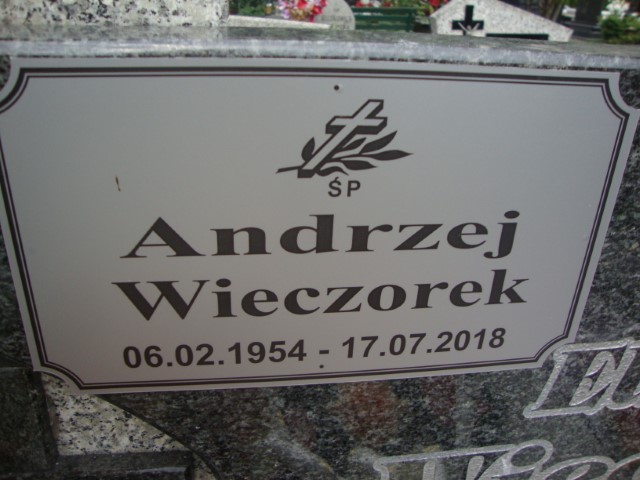 ŚP
Andrzej
Wieczorek
06.02.1954 - 17.07.2018